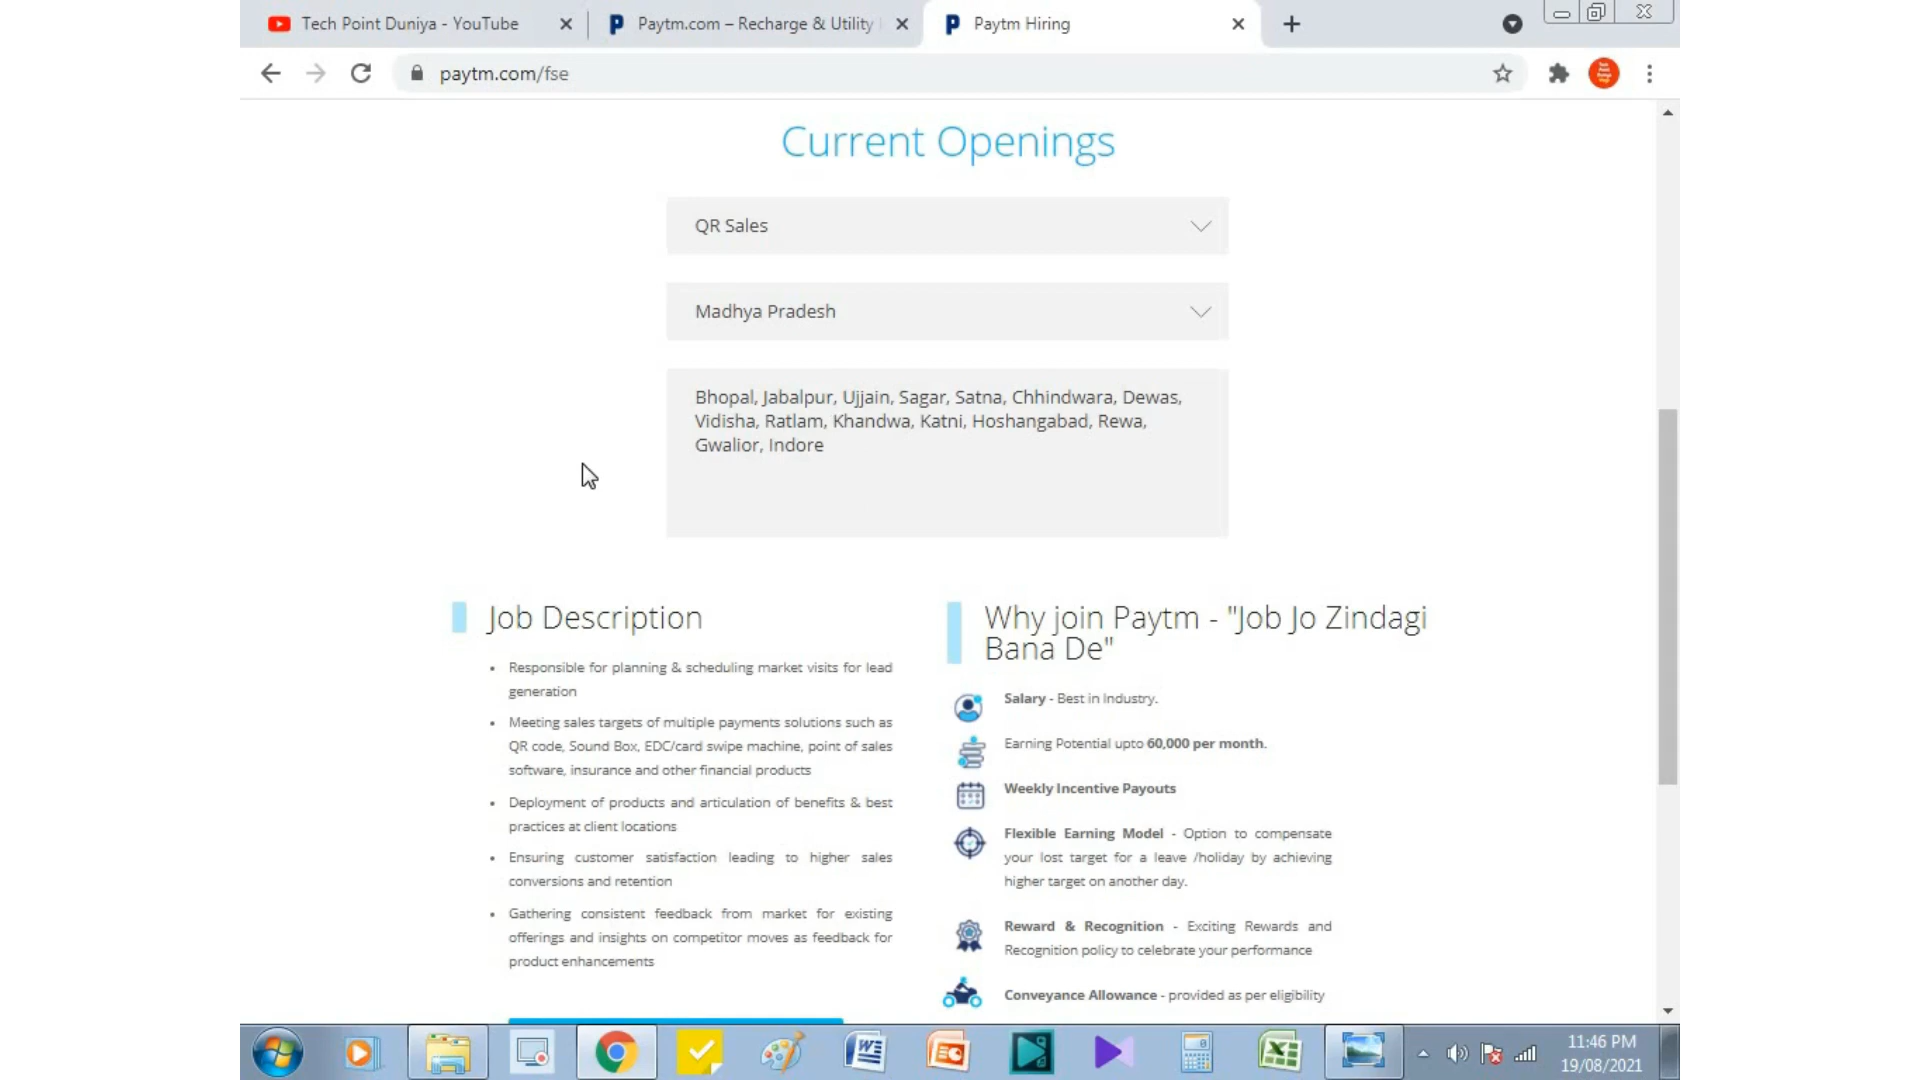 Tech Point Duniya - YouTube
Paytm.com – Recharge & Utility
Paytm Hiring
paytm.com/fse
Current Openings
QR Sales
Madhya Pradesh
Bhopal, Jabalpur, Ujjain, Sagar, Satna, Chhindwara, Dewas,
Vidisha, Ratlam, Khandwa, Katni, Hoshangabad, Rewa,
Gwalior, Indore
Job Description
Responsible for planning & scheduling market visits for lead
generation
Meeting sales targets of multiple payments solutions such as
QR code, Sound Box, EDC/card swipe machine, point of sales
software, insurance and other financial products
Deployment of products and articulation of benefits & best
practices at client locations
Ensuring customer satisfaction leading to higher sales
conversions and retention
Gathering consistent feedback from market for existing
offerings and insights on competitor moves as feedback for
product enhancements
Why join Paytm - "Job Jo Zindagi
Bana De"
Salary - Best in Industry.
Earning Potential upto 60,000 per month.
Weekly Incentive Payouts
Flexible Earning Model - Option to compensate
your lost target for a leave /holiday by achieving
higher target on another day.
Reward & Recognition - Exciting Rewards and
Recognition policy to celebrate your performance
Conveyance Allowance - provided as per eligibility
11:46 PM
19/08/2021